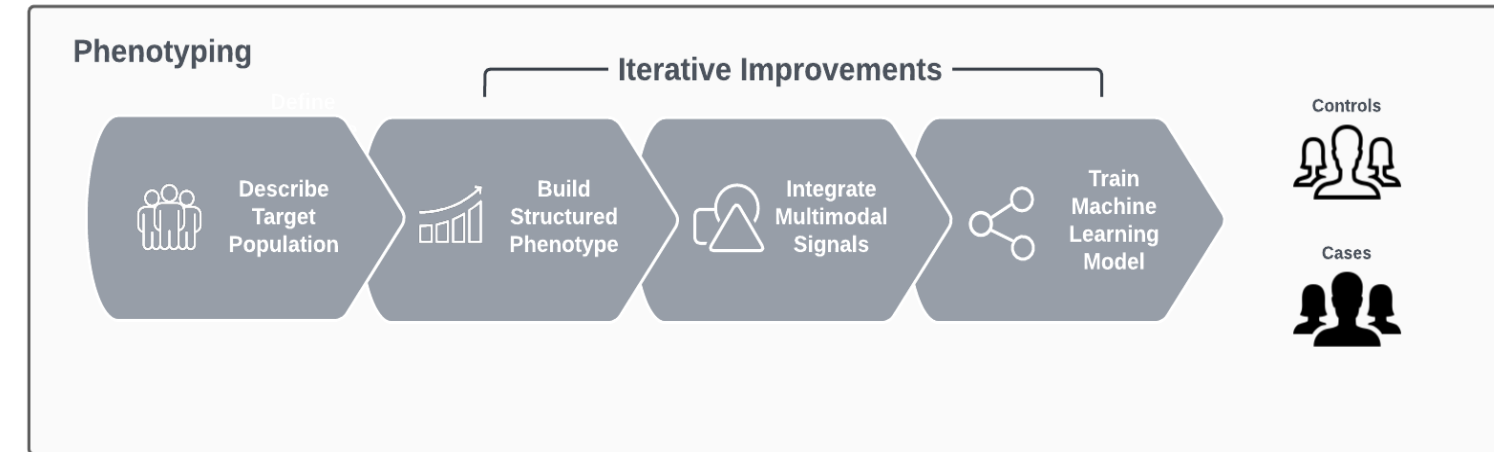 Phenotyping
Iterative Improvements
Define
Describe
Target
Population
Build
Structured
Phenotype
Integrate
Multimodal
Signals
Train
Machine
Learning
Model
Controls
Cases